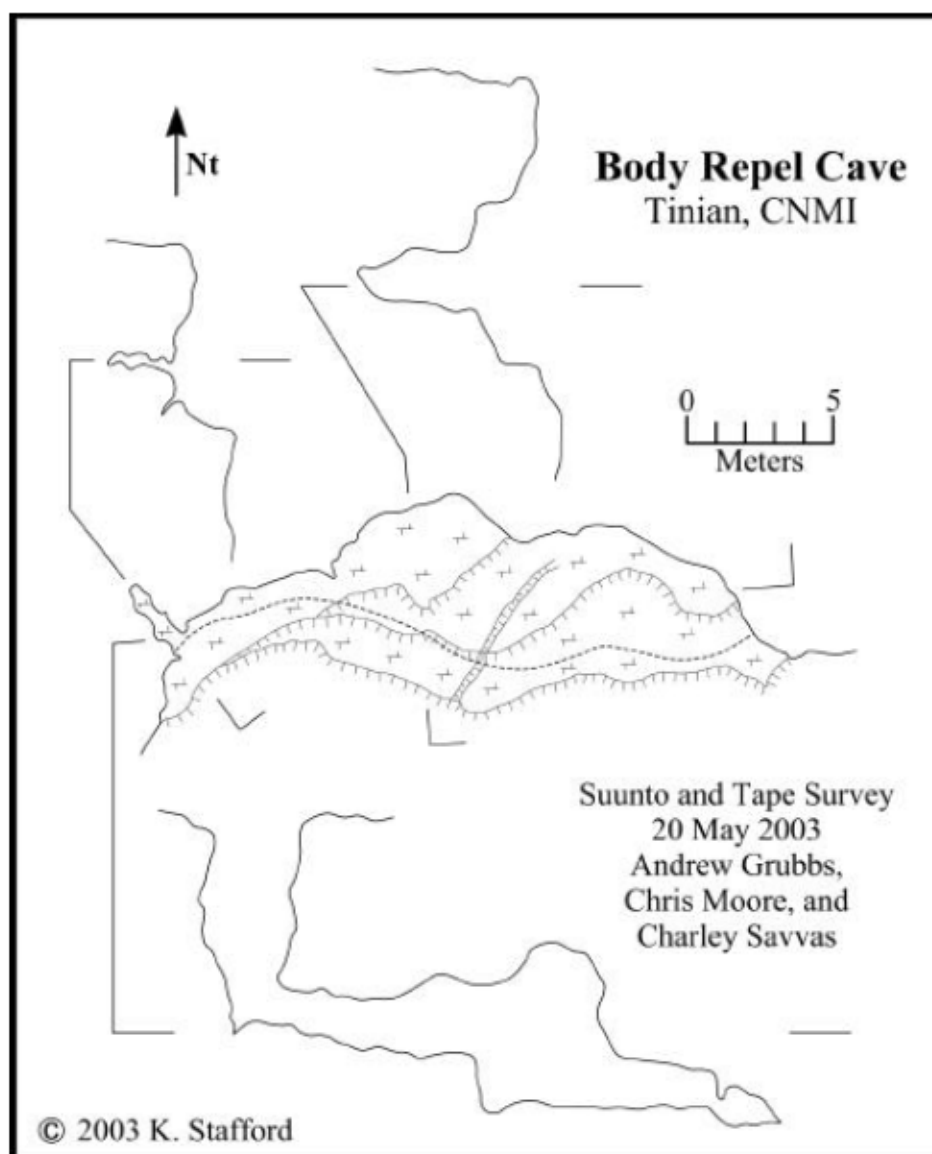 Nt
Body Repel Cave
Tinian, CNMI
0 5
Meters
Suunto and Tape Survey
20 May 2003
Andrew Grubbs,
Chris Moore, and
Charley Savvas
© 2003 K. Stafford